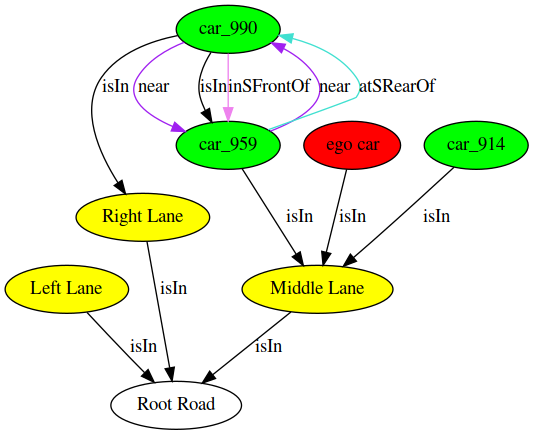 car_990
isIn near isIn inSFrontOf near atSRearOf
car_959 ego car car_914
Right Lane isIn isIn isIn
Left Lane isIn Middle Lane
isIn isIn
Root Road